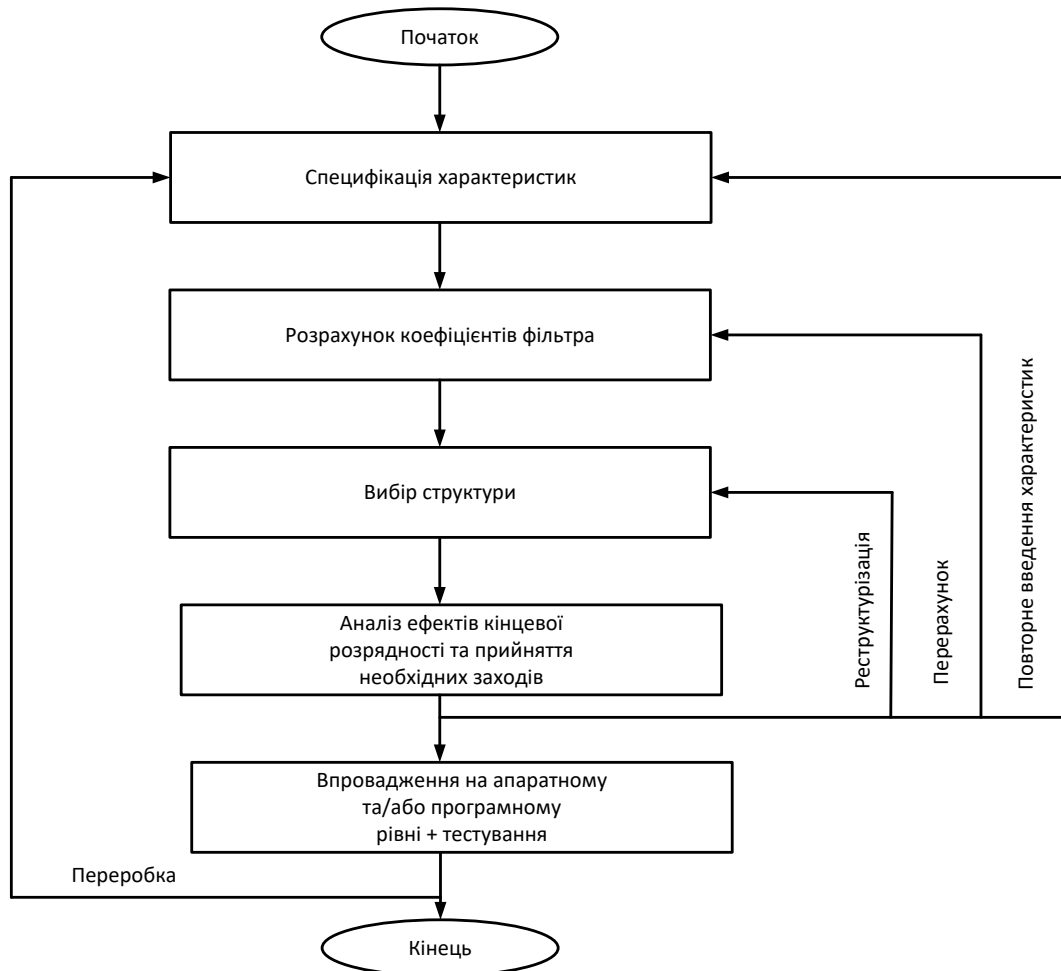 Початок
Специфікація характеристик
Розрахунок коефіцієнтів фільтра
Вибір структури
Аналіз ефектів кінцевої
розрядності та прийняття
необхідних заходів
Реструктурізація
Перерахунок
Повторне введення характеристик
Впровадження на апаратному
та/або програмному
рівні + тестування
Переробка
Кінець